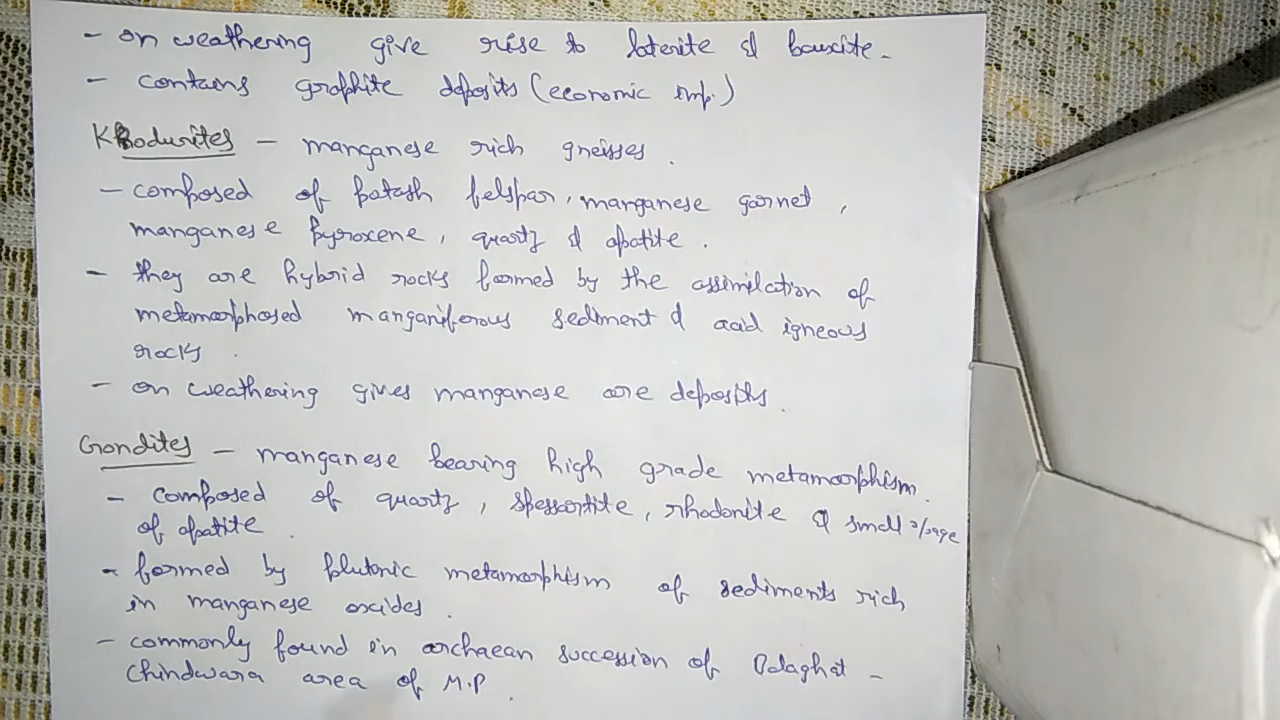 - on weathering give rise to laterite & bauxite.
- contains graphite deposits (economic imp.)
Khodurites - manganese rich gneisses.
- composed of potash felspar, manganese garnet,
manganese pyroxene, quartz & apatite.
- they are hybrid rocks formed by the assimilation of
metamorphosed manganiferous sediment & acid igneous
rocks.
- on weathering gives manganese ore deposits.
Gondites - manganese bearing high grade metamorphism.
- composed of quartz, spessartite, rhodonite & small %age
of apatite.
- formed by plutonic metamorphism of sediments rich
in manganese oxides.
- commonly found in archaean succession of Balaghat -
Chindwara area of M.P.